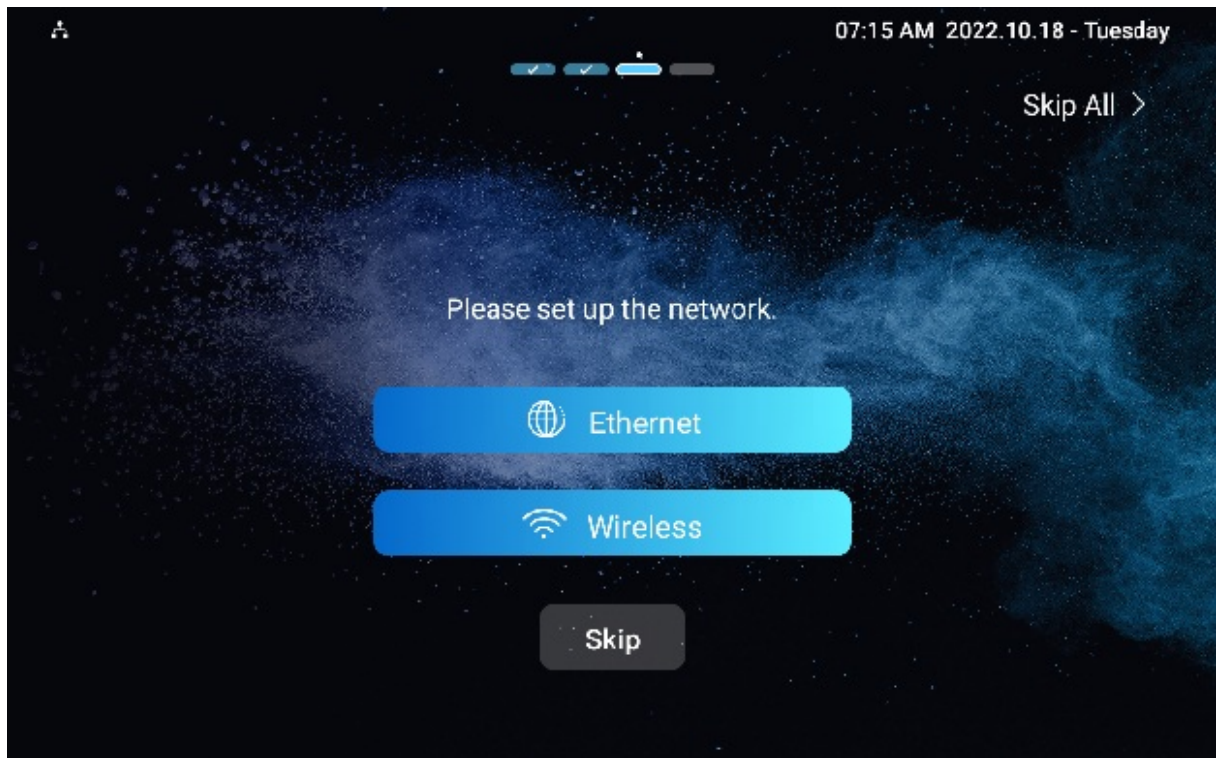 07:15 AM 2022.10.18 - Tuesday
Skip All >
Please set up the network.
Ethernet
Wireless
Skip